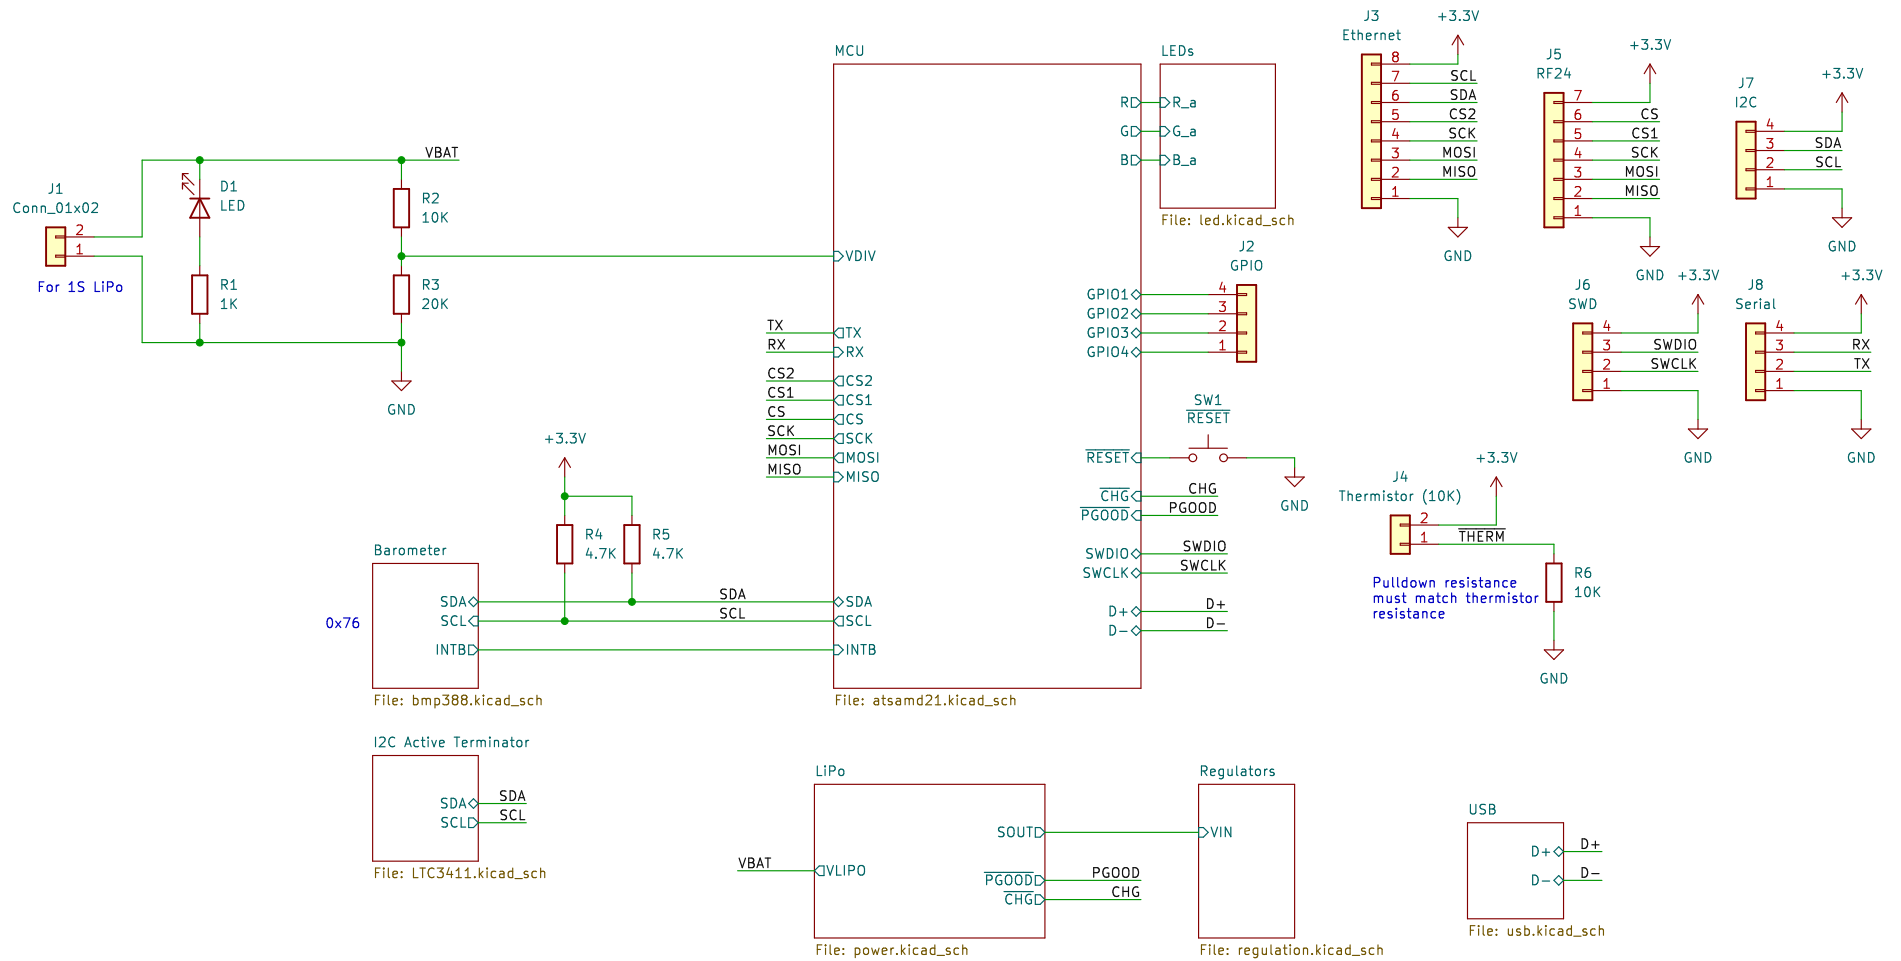 J1
Conn_01x02
2
1
For 1S LiPo
D1
LED
R1
1K
VBAT
R2
10K
R3
20K
GND
MCU
VDIV
TX
TX
RX
RX
CS2
CS2
CS1
CS1
CS
CS
SCK
SCK
MOSI
MOSI
MISO
MISO
SDA
SDA
SCL
SCL
INTB
R
G
B
GPIO1
GPIO2
GPIO3
GPIO4
RESET
CHG
CHG
PGOOD
PGOOD
SWDIO
SWDIO
SWCLK
SWCLK
D+
D+
D-
D-
File: atsamd21.kicad_sch
LEDs
R_a
G_a
B_a
File: led.kicad_sch
J2
GPIO
4
3
2
1
SW1
RESET
GND
+3.3V
R4
4.7K
R5
4.7K
Barometer
0x76
SDA
SCL
INTB
File: bmp388.kicad_sch
I2C Active Terminator
SDA
SDA
SCL
SCL
File: LTC3411.kicad_sch
LiPo
VBAT
VLIPO
SOUT
PGOOD
PGOOD
CHG
CHG
File: power.kicad_sch
Regulators
VIN
File: regulation.kicad_sch
USB
D+
D+
D-
D-
File: usb.kicad_sch
J3
Ethernet
+3.3V
8
7
SCL
6
SDA
5
CS2
4
SCK
3
MOSI
2
MISO
1
GND
J5
RF24
+3.3V
7
6
CS
5
CS1
4
SCK
3
MOSI
2
MISO
1
GND
J7
I2C
+3.3V
4
3
SDA
2
SCL
1
GND
J6
SWD
+3.3V
4
3
SWDIO
2
SWCLK
1
GND
J8
Serial
+3.3V
4
3
RX
2
TX
1
GND
J4
Thermistor (10K)
+3.3V
2
1
THERM
R6
10K
GND
Pulldown resistance
must match thermistor
resistance